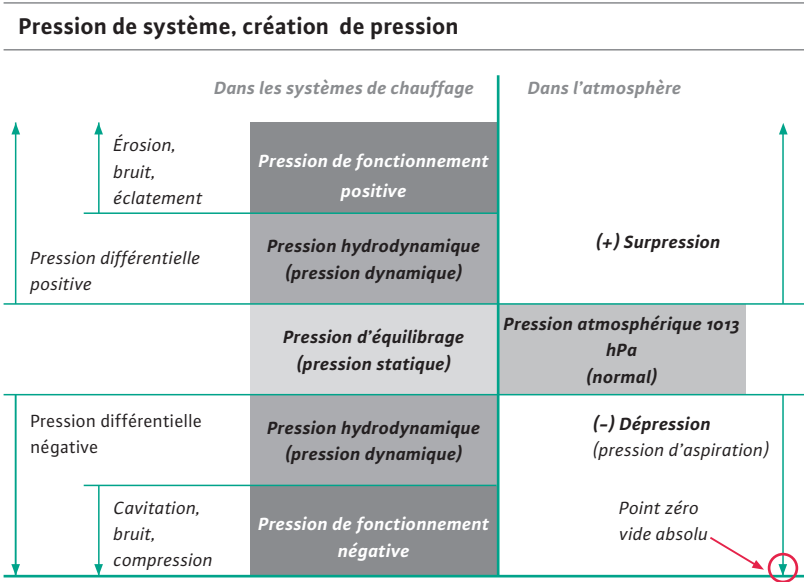 Pression de système, création de pression
Dans les systèmes de chauffage
Dans l'atmosphère
Érosion,
bruit,
éclatement
Pression de fonctionnement
positive
Pression différentielle
positive
Pression hydrodynamique
(pression dynamique)
(+) Surpression
Pression d'équilibrage
(pression statique)
Pression atmosphérique 1013
hPa
(normal)
Pression différentielle
négative
Pression hydrodynamique
(pression dynamique)
(–) Dépression
(pression d'aspiration)
Cavitation,
bruit,
compression
Pression de fonctionnement
négative
Point zéro
vide absolu